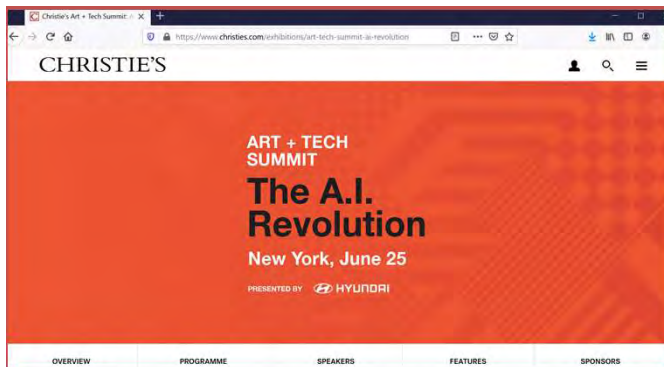 Christie's Art + Tech Summit
https://www.christies.com/exhibitions/art-tech-summit-ai-revolution
CHRISTIE'S
ART + TECH
SUMMIT
The A.I.
Revolution
New York, June 25
PRESENTED BY HYUNDAI
OVERVIEW PROGRAMME SPEAKERS FEATURES SPONSORS